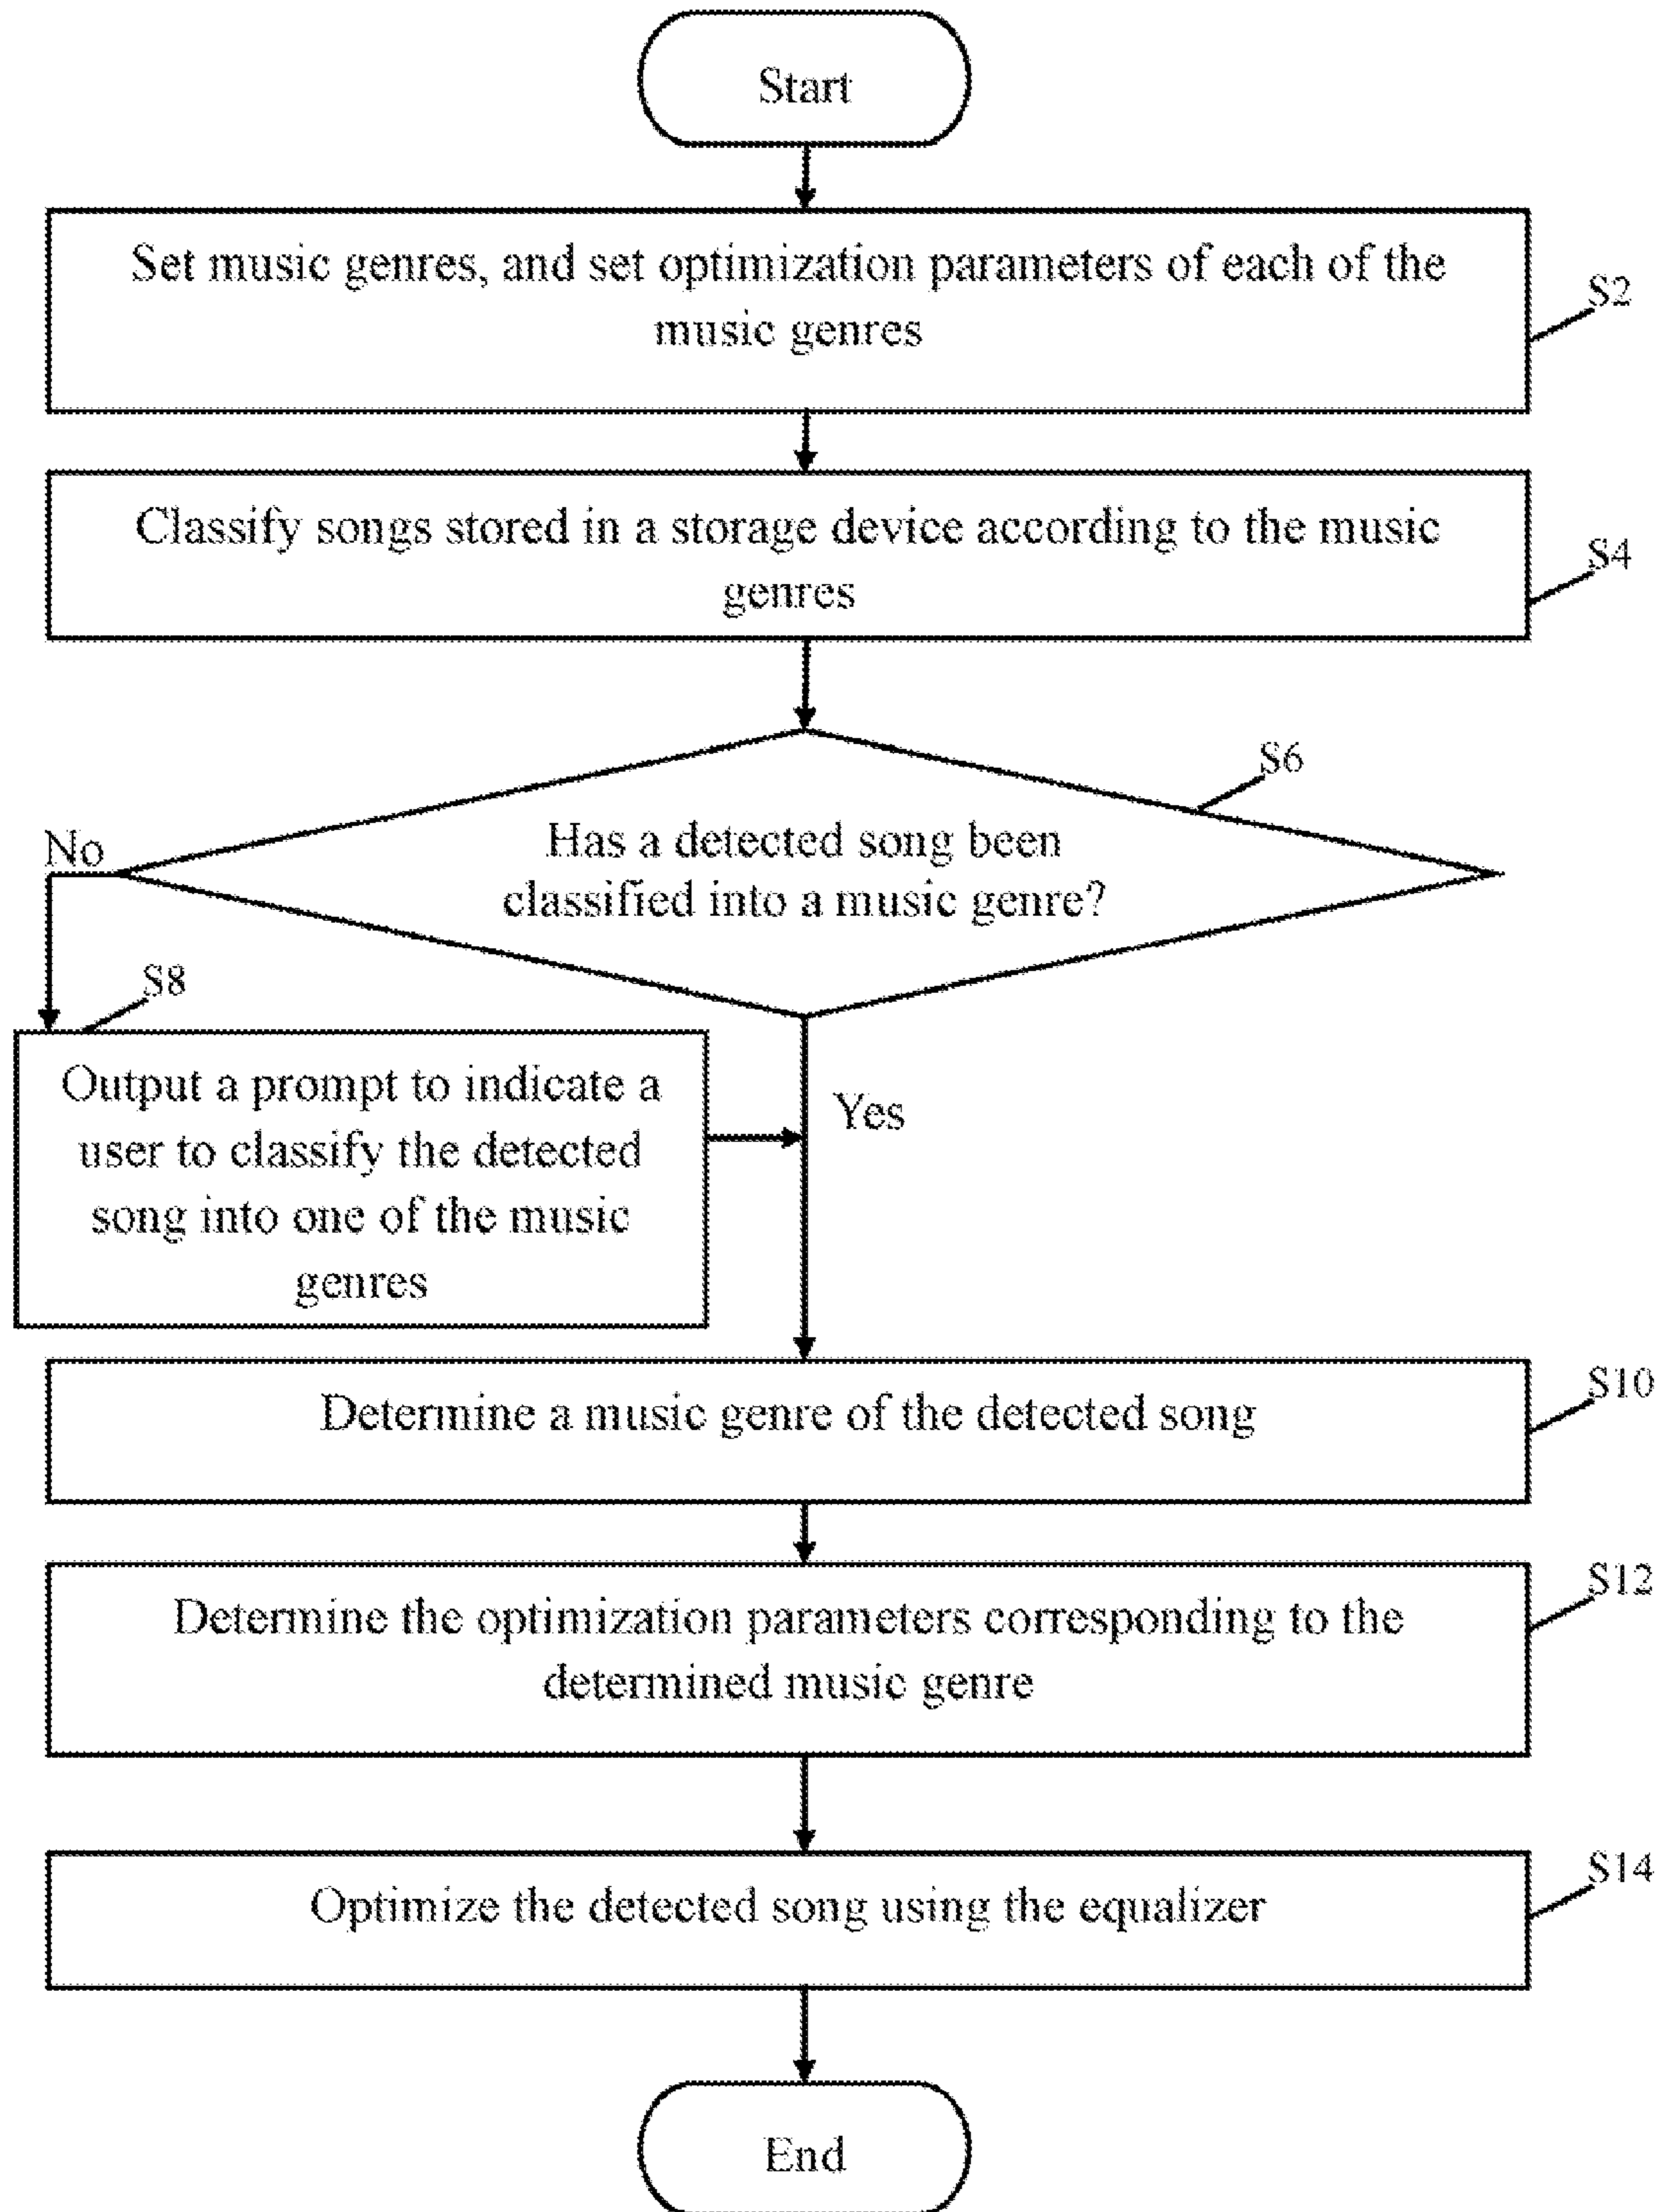 Start
Set music genres, and set optimization parameters of each of the
music genres
S2
Classify songs stored in a storage device according to the music
genres
S4
S6
Has a detected song been
classified into a music genre?
No
S8
Output a prompt to indicate a
user to classify the detected
song into one of the music
genres
Yes
Determine a music genre of the detected song
S10
Determine the optimization parameters corresponding to the
determined music genre
S12
Optimize the detected song using the equalizer
S14
End